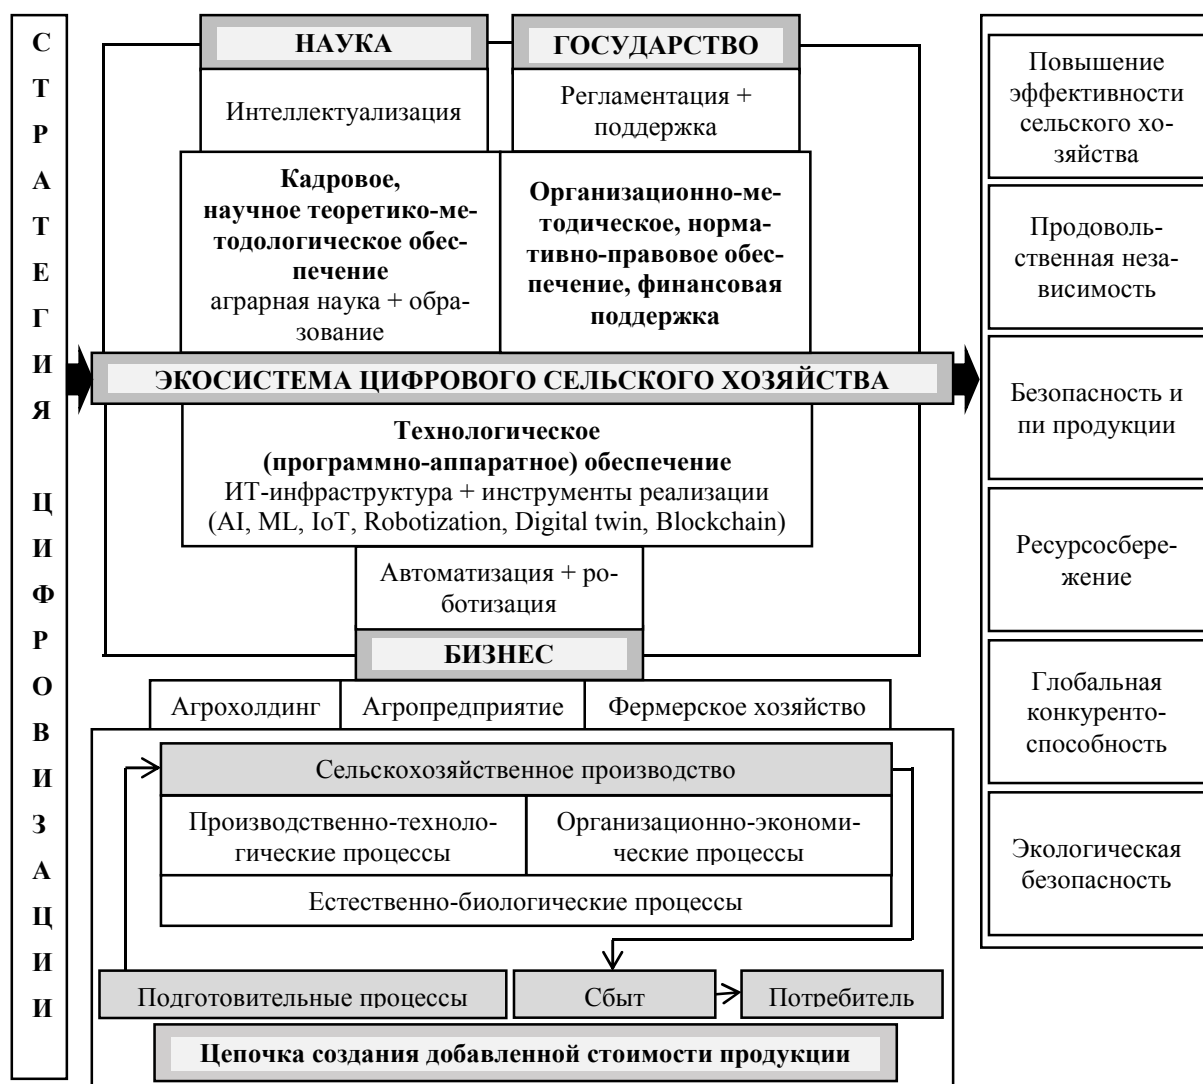 СТРАТЕГИЯ ЦИФРОВИЗАЦИИ
НАУКА
Интеллектуализация
Кадровое,
научное теоретико-ме-
тодологическое обес-
печение
аграрная наука + обра-
зование
ГОСУДАРСТВО
Регламентация +
поддержка
Организационно-ме-
тодическое, норма-
тивно-правовое обес-
печение, финансовая
поддержка
ЭКОСИСТЕМА ЦИФРОВОГО СЕЛЬСКОГО ХОЗЯЙСТВА
Технологическое
(программно-аппаратное) обеспечение
ИТ-инфраструктура + инструменты реализации
(AI, ML, IoT, Robotization, Digital twin, Blockchain)
Автоматизация + ро-
ботизация
БИЗНЕС
Агрохолдинг
Агропредприятие
Фермерское хозяйство
Сельскохозяйственное производство
Производственно-техноло-
гические процессы
Организационно-экономи-
ческие процессы
Естественно-биологические процессы
Подготовительные процессы
Сбыт
Потребитель
Цепочка создания добавленной стоимости продукции
Повышение
эффективности
сельского хо-
зяйства
Продоволь-
ственная неза-
висимость
Безопасность и
пи продукции
Ресурсосбере-
жение
Глобальная
конкуренто-
способность
Экологическая
безопасность